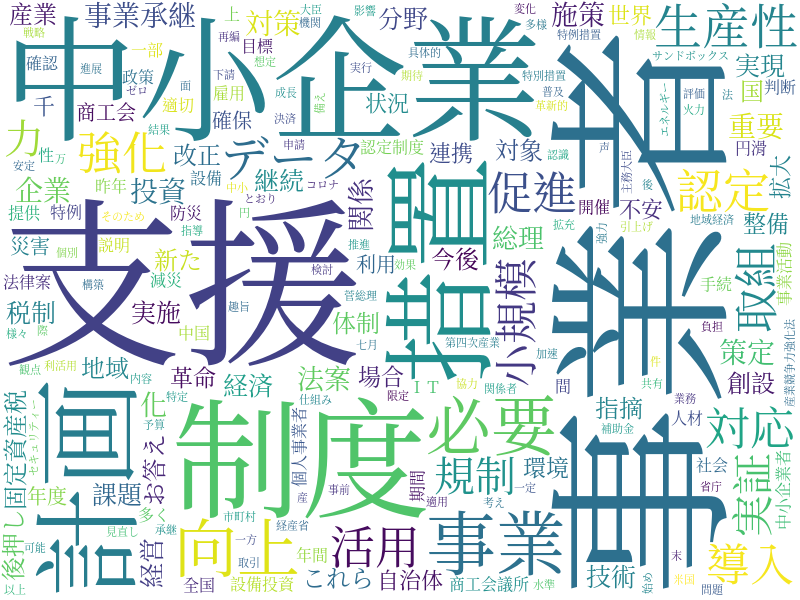 中小企業
事業者
支援
措置
制度
計画
必要
向上
事業
活用
対応
規制
強化
促進
認定
生産性
データ
取組
実証
導入
力
企業
投資
改正
継続
関係
小規模
総理
今後
産業
事業承継
対策
分野
施策
世界
上
目標
一部
確認
進展
政策
ゼロ
面
下請
再編
戦略
大臣
機関
影響
変化
多様
想定
実行
具体的
期待
特例措置
特別措置
情報
サンドボックス
実現
国
判断
重要
円滑
拡大
千
商工会
適切
雇用
確保
成長
備え
決済
状況
結果
安定
性
万
昨年
設備
申請
認定制度
連携
対象
認識
普及
革新的
声
主務大臣
エネルギー
火力
評価
法
後
地域経済
整備
不安
開催
引上げ
強力
拡充
提供
特例
防災
中小
コロナ
とおり
円
そのため
指導
個別
説明
災害
減災
新た
利用
推進
効果
検討
法律案
構築
税制
様々
際
実施
中国
趣旨
菅総理
七月
体制
第四次産業
加速
件
負担
手続
事業活動
産業競争力強化法
策定
創設
共有
観点
利活用
地域
内容
特定
革命
経済
仕組み
法案
場合
限定
IT
協力
関係者
間
業務
人材
補助金
指摘
固定資産税
セキュリティー
化
予算
お答え
個人事業者
後押し
年度
課題
期間
環境
事前
産
適用
考え
一定
社会
省庁
中小企業者
多く
市町村
経産省
見直し
承継
可能
以上
経営
一方
取引
年間
全国
設備投資
これら
自治体
商工会議所
水準
技術
始め
末
米国
問題